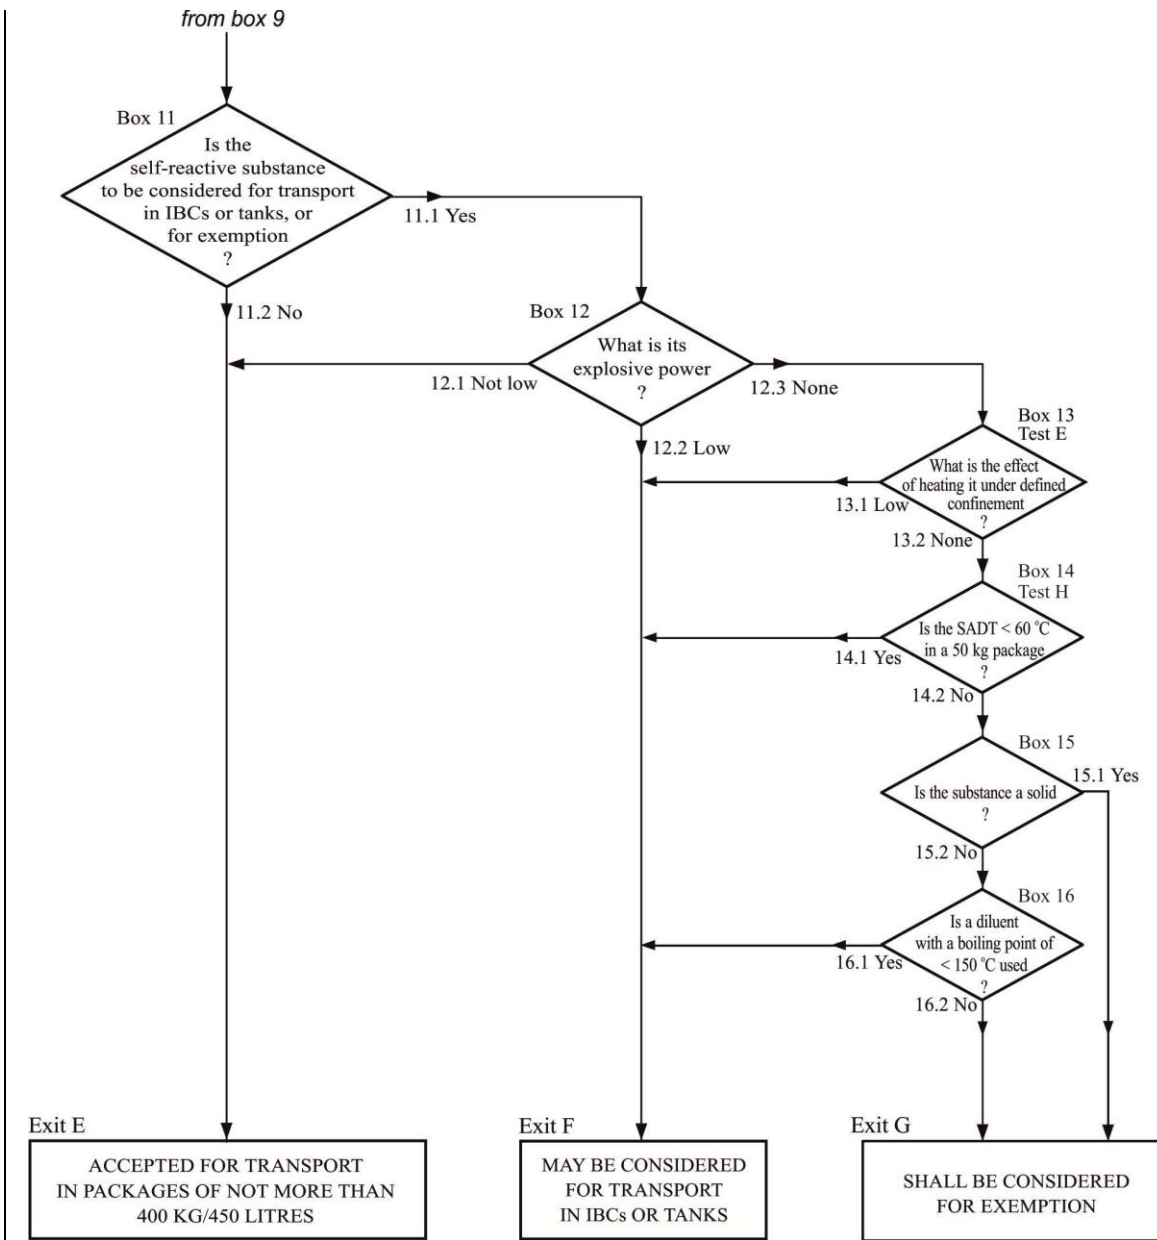 from box 9
Box 11
Is the
self-reactive substance
to be considered for transport
in IBCs or tanks, or
for exemption
?
11.1 Yes
11.2 No
Box 12
What is its
explosive power
?
12.1 Not low
12.3 None
12.2 Low
Box 13
Test E
What is the effect
of heating it under defined
confinement
?
13.1 Low
13.2 None
Box 14
Test H
Is the SADT < 60 °C
in a 50 kg package
?
14.1 Yes
14.2 No
Box 15
15.1 Yes
Is the substance a solid
?
15.2 No
Box 16
Is a diluent
with a boiling point of
< 150 °C used
?
16.1 Yes
16.2 No
Exit E
ACCEPTED FOR TRANSPORT
IN PACKAGES OF NOT MORE THAN
400 KG/450 LITRES
Exit F
MAY BE CONSIDERED
FOR TRANSPORT
IN IBCs OR TANKS
Exit G
SHALL BE CONSIDERED
FOR EXEMPTION